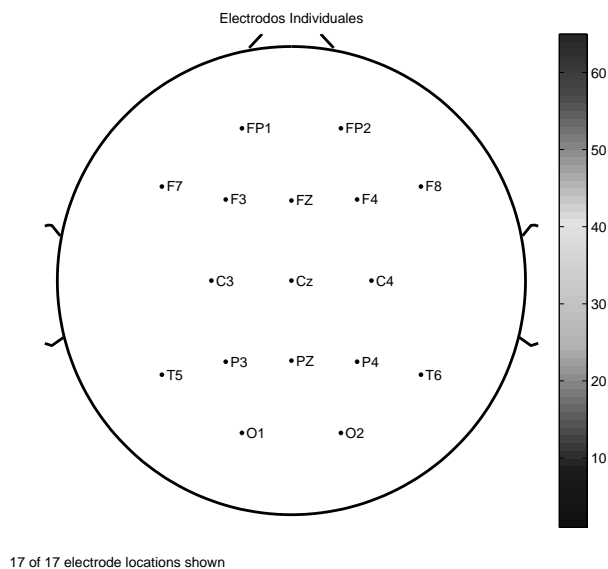 Electrodos Individuales
FP1 FP2
F7 F3 FZ F4 F8
C3 Cz C4
T5 P3 PZ P4 T6
O1 O2
60
50
40
30
20
10
17 of 17 electrode locations shown